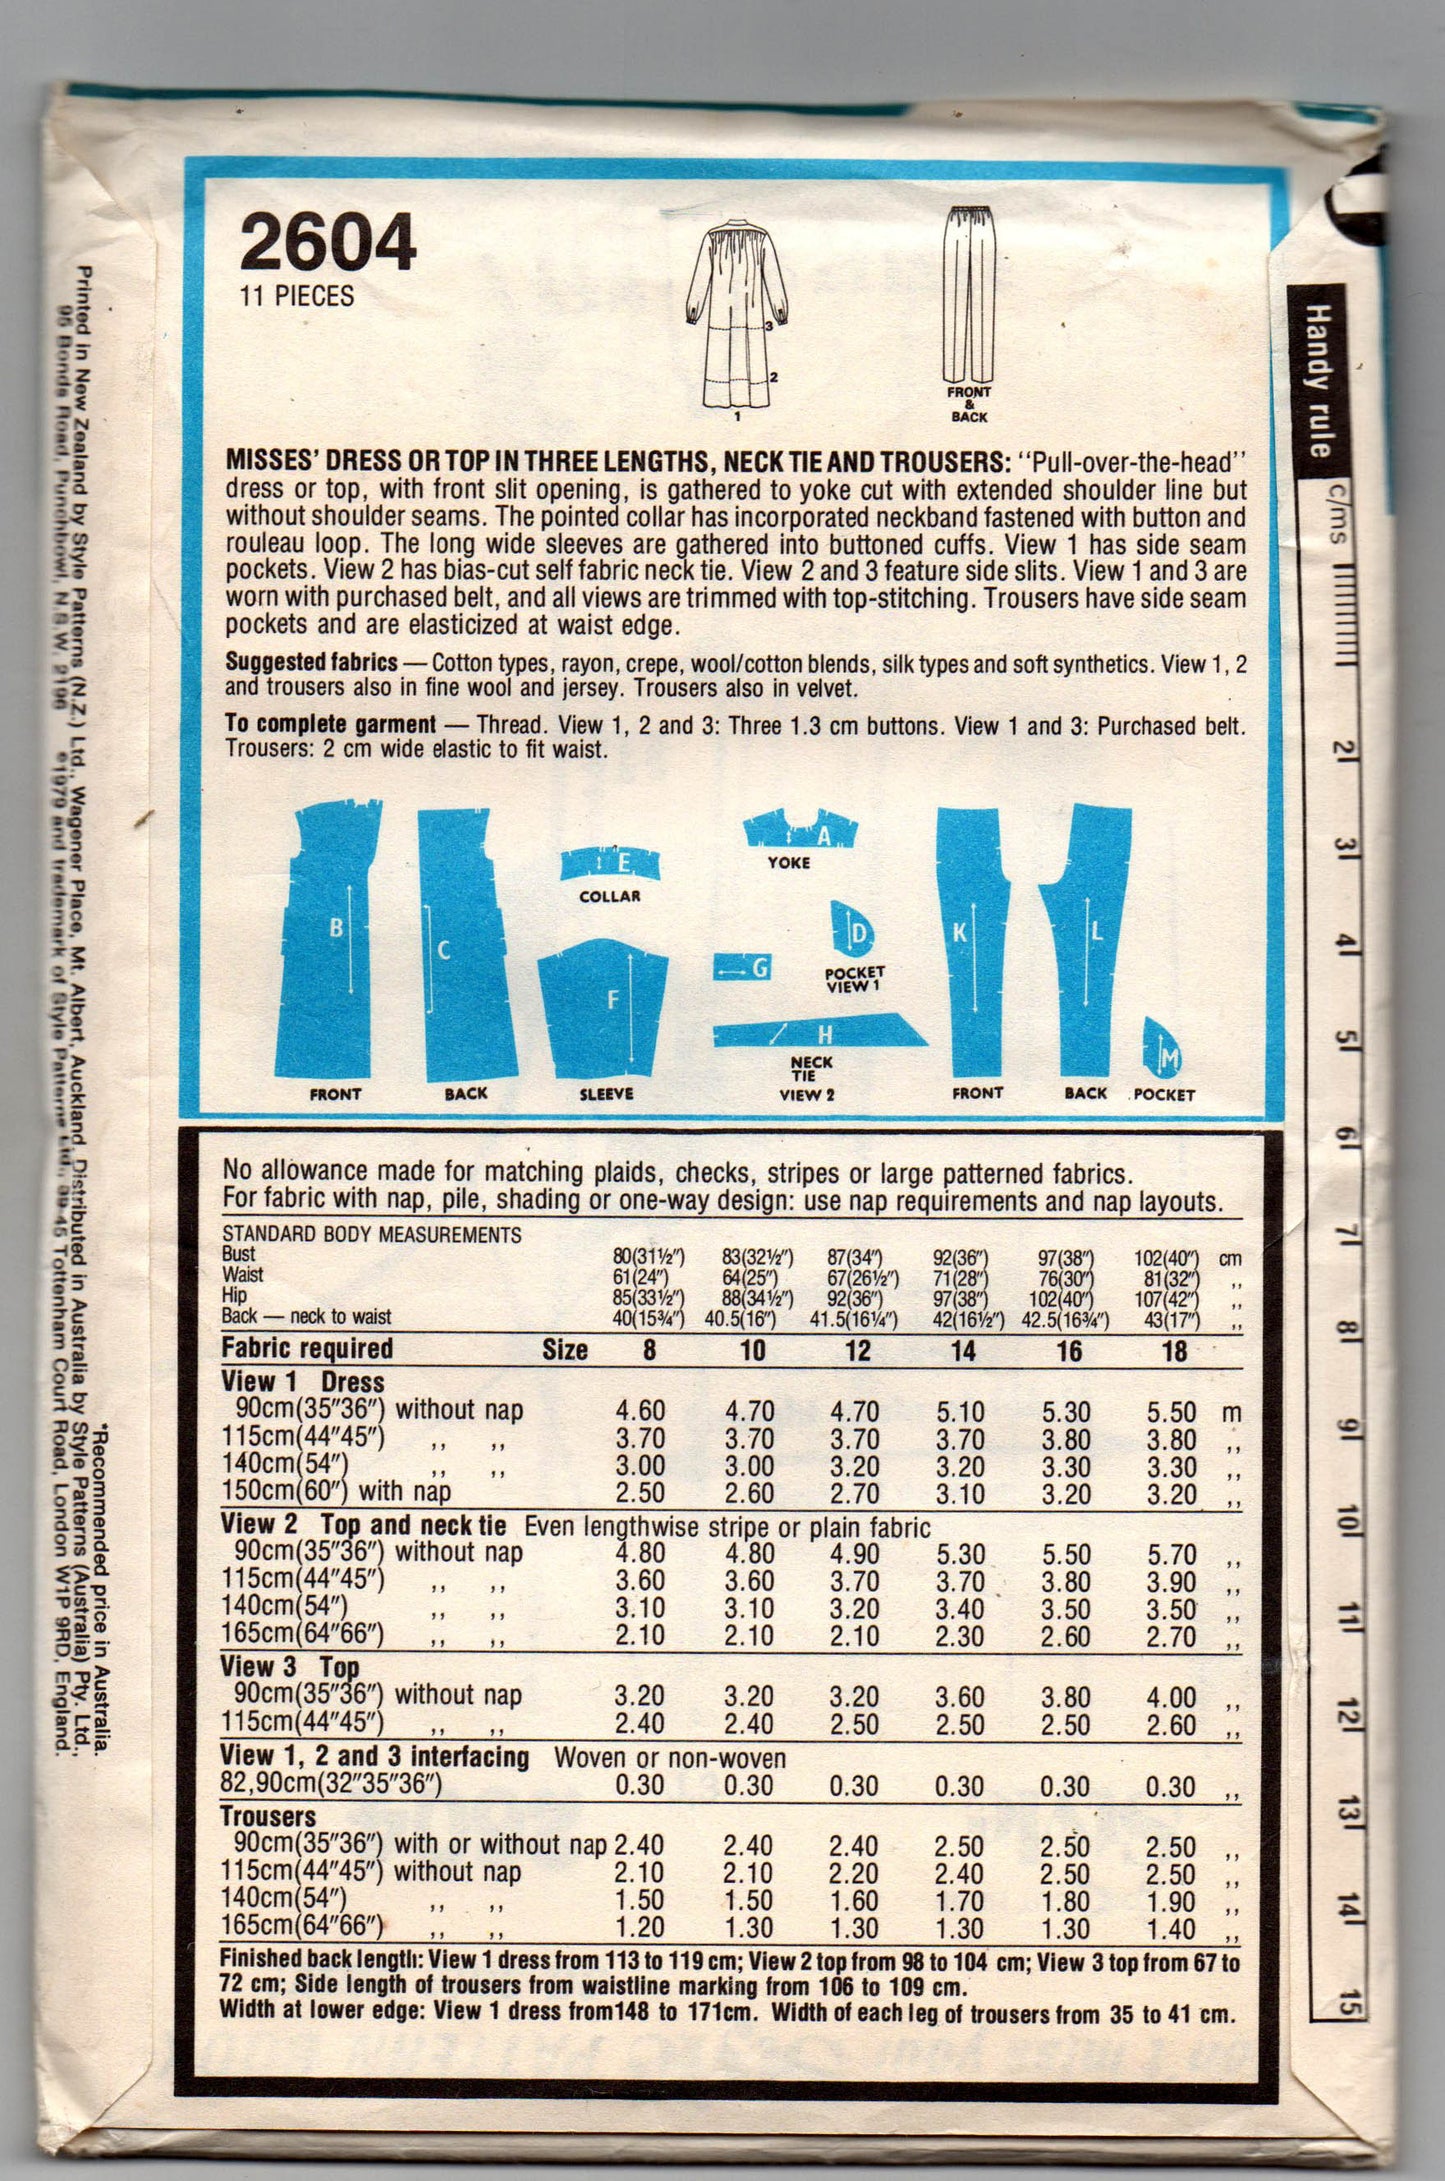 2604
11 PIECES
3
2
1
FRONT
&
BACK
MISSES' DRESS OR TOP IN THREE LENGTHS, NECK TIE AND TROUSERS: "Pull-over-the-head"
dress or top, with front slit opening, is gathered to yoke cut with extended shoulder line but
without shoulder seams. The pointed collar has incorporated neckband fastened with button and
rouleau loop. The long wide sleeves are gathered into buttoned cuffs. View 1 has side seam
pockets. View 2 has bias-cut self fabric neck tie. View 2 and 3 feature side slits. View 1 and 3 are
worn with purchased belt, and all views are trimmed with top-stitching. Trousers have side seam
pockets and are elasticized at waist edge.
Suggested fabrics — Cotton types, rayon, crepe, wool/cotton blends, silk types and soft synthetics. View 1, 2
and trousers also in fine wool and jersey. Trousers also in velvet.
To complete garment — Thread. View 1, 2 and 3: Three 1.3 cm buttons. View 1 and 3: Purchased belt.
Trousers: 2 cm wide elastic to fit waist.
B
FRONT
C
BACK
E
COLLAR
F
SLEEVE
A
YOKE
D
POCKET
VIEW 1
G
H
NECK
TIE
VIEW 2
K
FRONT
L
BACK
M
POCKET
No allowance made for matching plaids, checks, stripes or large patterned fabrics.
For fabric with nap, pile, shading or one-way design: use nap requirements and nap layouts.
STANDARD BODY MEASUREMENTS
Bust 80(31½") 83(32½") 87(34") 92(36") 97(38") 102(40") cm
Waist 61(24") 64(25") 67(26½") 71(28") 76(30") 81(32") ,,
Hip 85(33½") 88(34½") 92(36") 97(38") 102(40") 107(42") ,,
Back — neck to waist 40(15¾") 40.5(16") 41.5(16¼") 42(16½") 42.5(16¾") 43(17") ,,
Fabric required Size 8 10 12 14 16 18
View 1 Dress
90cm(35"36") without nap 4.60 4.70 4.70 5.10 5.30 5.50 m
115cm(44"45") ,, ,, 3.70 3.70 3.70 3.70 3.80 3.80 ,,
140cm(54") ,, ,, 3.00 3.00 3.20 3.20 3.30 3.30 ,,
150cm(60") with nap 2.50 2.60 2.70 3.10 3.20 3.20 ,,
View 2 Top and neck tie Even lengthwise stripe or plain fabric
90cm(35"36") without nap 4.80 4.80 4.90 5.30 5.50 5.70 ,,
115cm(44"45") ,, ,, 3.60 3.60 3.70 3.70 3.80 3.90 ,,
140cm(54") ,, ,, 3.10 3.10 3.20 3.40 3.50 3.50 ,,
165cm(64"66") ,, ,, 2.10 2.10 2.10 2.30 2.60 2.70 ,,
View 3 Top
90cm(35"36") without nap 3.20 3.20 3.20 3.60 3.80 4.00 ,,
115cm(44"45") ,, ,, 2.40 2.40 2.50 2.50 2.50 2.60 ,,
View 1, 2 and 3 interfacing Woven or non-woven
82,90cm(32"35"36") 0.30 0.30 0.30 0.30 0.30 0.30 ,,
Trousers
90cm(35"36") with or without nap 2.40 2.40 2.40 2.50 2.50 2.50 ,,
115cm(44"45") without nap 2.10 2.10 2.20 2.40 2.50 2.50 ,,
140cm(54") ,, ,, 1.50 1.50 1.60 1.70 1.80 1.90 ,,
165cm(64"66") ,, ,, 1.20 1.30 1.30 1.30 1.30 1.40 ,,
Finished back length: View 1 dress from 113 to 119 cm; View 2 top from 98 to 104 cm; View 3 top from 67 to
72 cm; Side length of trousers from waistline marking from 106 to 109 cm.
Width at lower edge: View 1 dress from148 to 171cm. Width of each leg of trousers from 35 to 41 cm.
*Recommended price in Australia.
Printed in New Zealand by Style Patterns (N.Z.) Ltd., Wagener Place, Mt. Albert, Auckland. Distributed in Australia by Style Patterns (Australia) Pty. Ltd.,
95 Bonds Road, Punchbowl, N.S.W. 2196 ©1979 and trademark of Style Patterns Ltd., 39-45 Tottenham Court Road, London W1P 9RD, England.
Handy rule
c/ms
2
3
4
5
6
7
8
9
10
11
12
13
14
15